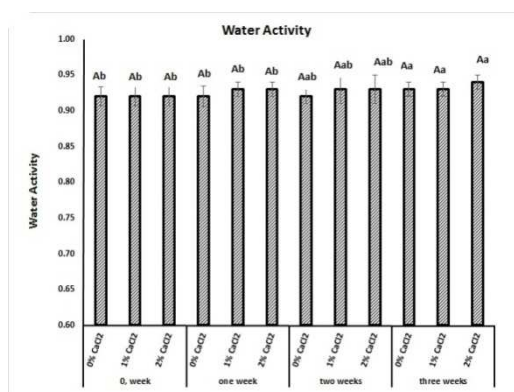 Water Activity
1.00
0.95
0.90
0.85
0.80
0.75
0.70
0.65
0.60
Water Activity
Ab Ab Ab Ab Ab Ab Aab Aab Aab Aa Aa Aa
0% CaCl2 1% CaCl2 2% CaCl2 0% CaCl2 1% CaCl2 2% CaCl2 0% CaCl2 1% CaCl2 2% CaCl2 0% CaCl2 1% CaCl2 2% CaCl2
0, week one week two weeks three weeks